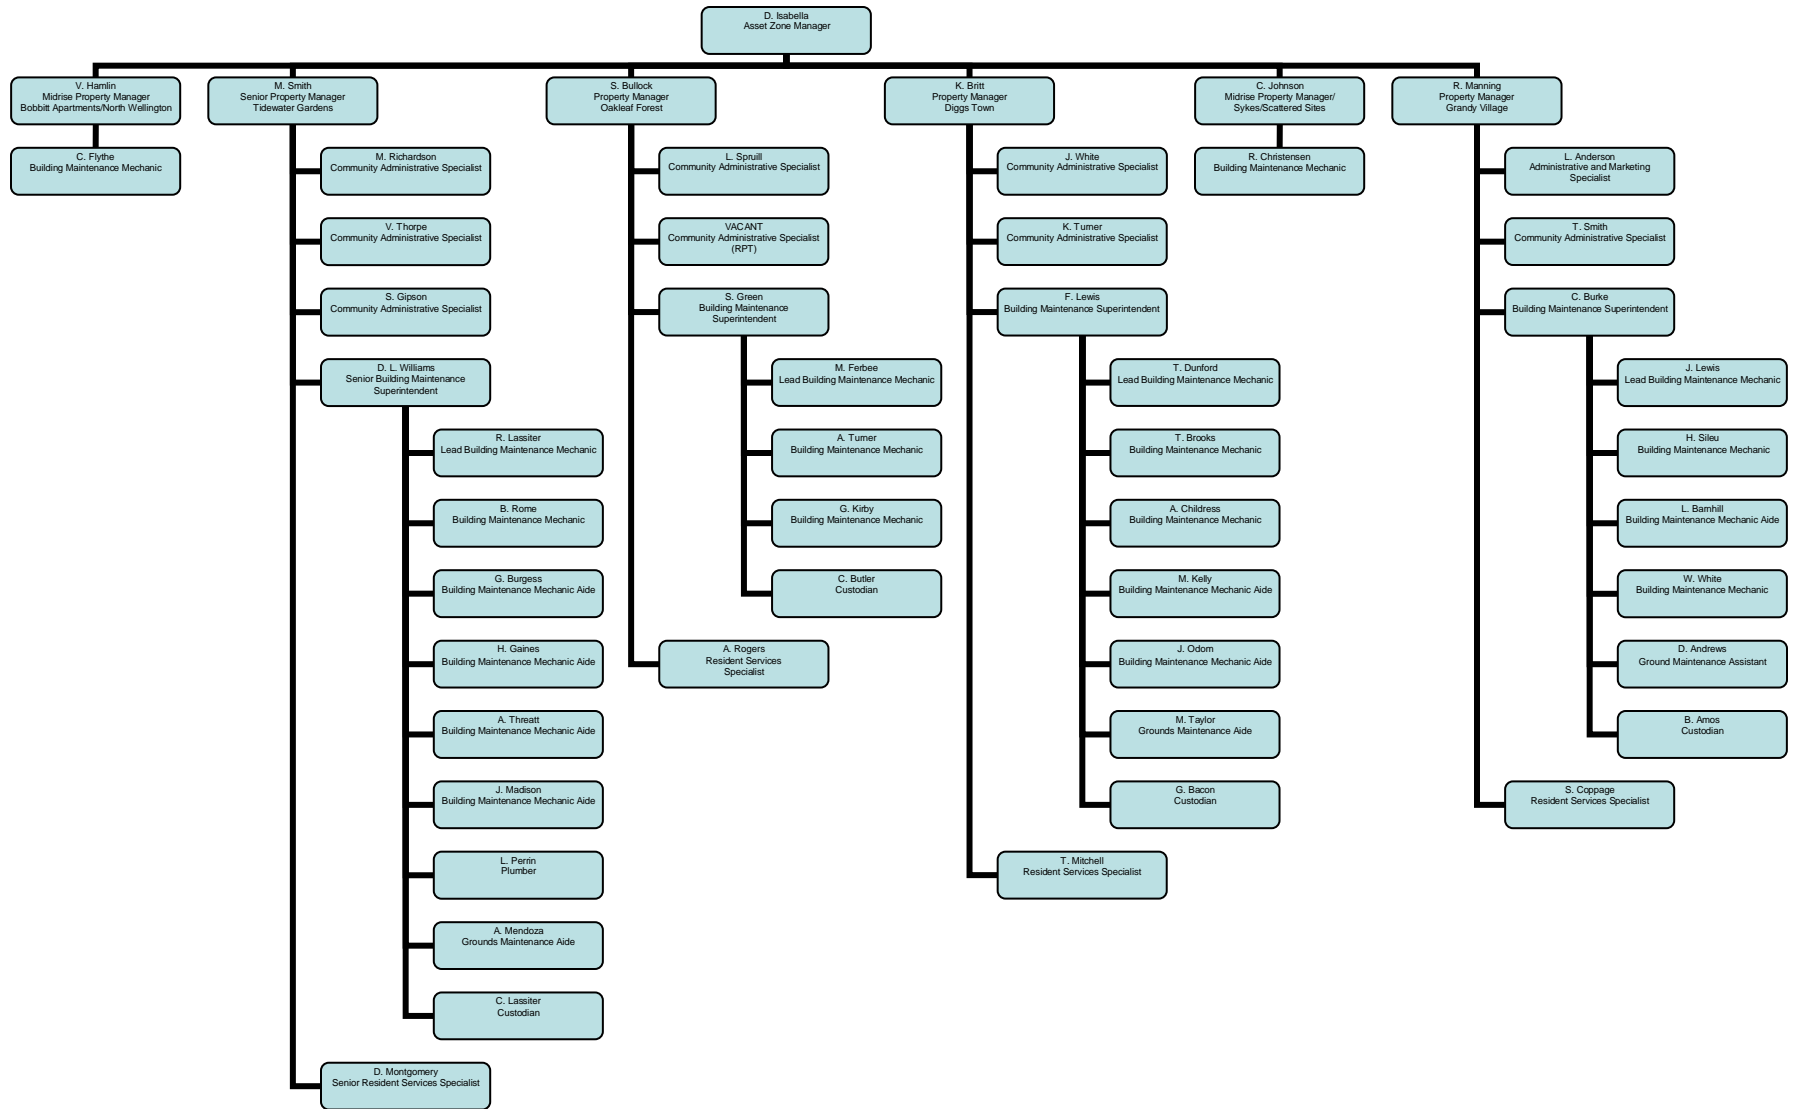 D. Isabella
Asset Zone Manager
V. Hamlin
Midrise Property Manager
Bobbitt Apartments/North Wellington
C. Flythe
Building Maintenance Mechanic
M. Smith
Senior Property Manager
Tidewater Gardens
M. Richardson
Community Administrative Specialist
V. Thorpe
Community Administrative Specialist
S. Gipson
Community Administrative Specialist
D. L. Williams
Senior Building Maintenance
Superintendent
R. Lassiter
Lead Building Maintenance Mechanic
B. Rome
Building Maintenance Mechanic
G. Burgess
Building Maintenance Mechanic Aide
H. Gaines
Building Maintenance Mechanic Aide
A. Threatt
Building Maintenance Mechanic Aide
J. Madison
Building Maintenance Mechanic Aide
L. Perrin
Plumber
A. Mendoza
Grounds Maintenance Aide
C. Lassiter
Custodian
D. Montgomery
Senior Resident Services Specialist
S. Bullock
Property Manager
Oakleaf Forest
L. Spruill
Community Administrative Specialist
VACANT
Community Administrative Specialist
(RPT)
S. Green
Building Maintenance
Superintendent
M. Ferbee
Lead Building Maintenance Mechanic
A. Turner
Building Maintenance Mechanic
G. Kirby
Building Maintenance Mechanic
C. Butler
Custodian
A. Rogers
Resident Services
Specialist
K. Britt
Property Manager
Diggs Town
J. White
Community Administrative Specialist
K. Turner
Community Administrative Specialist
F. Lewis
Building Maintenance Superintendent
T. Dunford
Lead Building Maintenance Mechanic
T. Brooks
Building Maintenance Mechanic
A. Childress
Building Maintenance Mechanic
M. Kelly
Building Maintenance Mechanic Aide
J. Odom
Building Maintenance Mechanic Aide
M. Taylor
Grounds Maintenance Aide
G. Bacon
Custodian
T. Mitchell
Resident Services Specialist
C. Johnson
Midrise Property Manager/
Sykes/Scattered Sites
R. Christensen
Building Maintenance Mechanic
R. Manning
Property Manager
Grandy Village
L. Anderson
Administrative and Marketing
Specialist
T. Smith
Community Administrative Specialist
C. Burke
Building Maintenance Superintendent
J. Lewis
Lead Building Maintenance Mechanic
H. Sileu
Building Maintenance Mechanic
L. Barnhill
Building Maintenance Mechanic Aide
W. White
Building Maintenance Mechanic
D. Andrews
Ground Maintenance Assistant
B. Amos
Custodian
S. Coppage
Resident Services Specialist